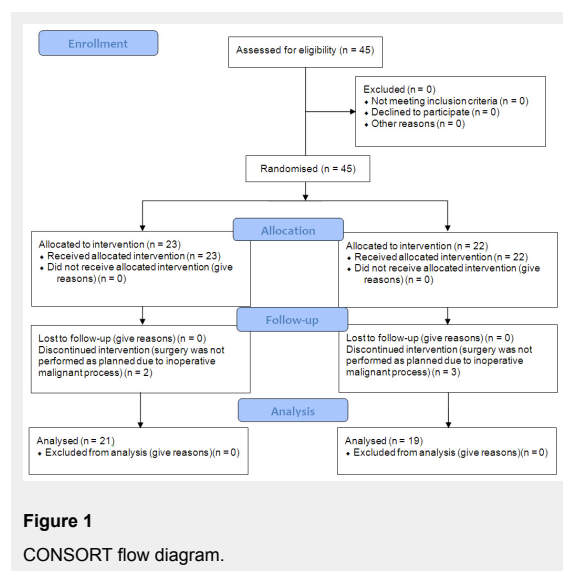 Enrollment
Assessed for eligibility (n = 45)
Excluded (n = 0)
⬥ Not meeting inclusion criteria (n = 0)
⬥ Declined to participate (n = 0)
⬥ Other reasons (n = 0)
Randomised (n = 45)
Allocation
Allocated to intervention (n = 23)
⬥ Received allocated intervention (n = 23)
⬥ Did not receive allocated intervention (give
reasons) (n = 0)
Allocated to intervention (n = 22)
⬥ Received allocated intervention (n = 22)
⬥ Did not receive allocated intervention (give
reasons) (n = 0)
Follow-up
Lost to follow-up (give reasons) (n = 0)
Discontinued intervention (surgery was not
performed as planned due to inoperative
malignant process) (n = 2)
Lost to follow-up (give reasons) (n = 0)
Discontinued intervention (surgery was not
performed as planned due to inoperative
malignant process) (n = 3)
Analysis
Analysed (n = 21)
⬥ Excluded from analysis (give reasons)(n = 0)
Analysed (n = 19)
⬥ Excluded from analysis (give reasons)(n = 0)
Figure 1
CONSORT flow diagram.